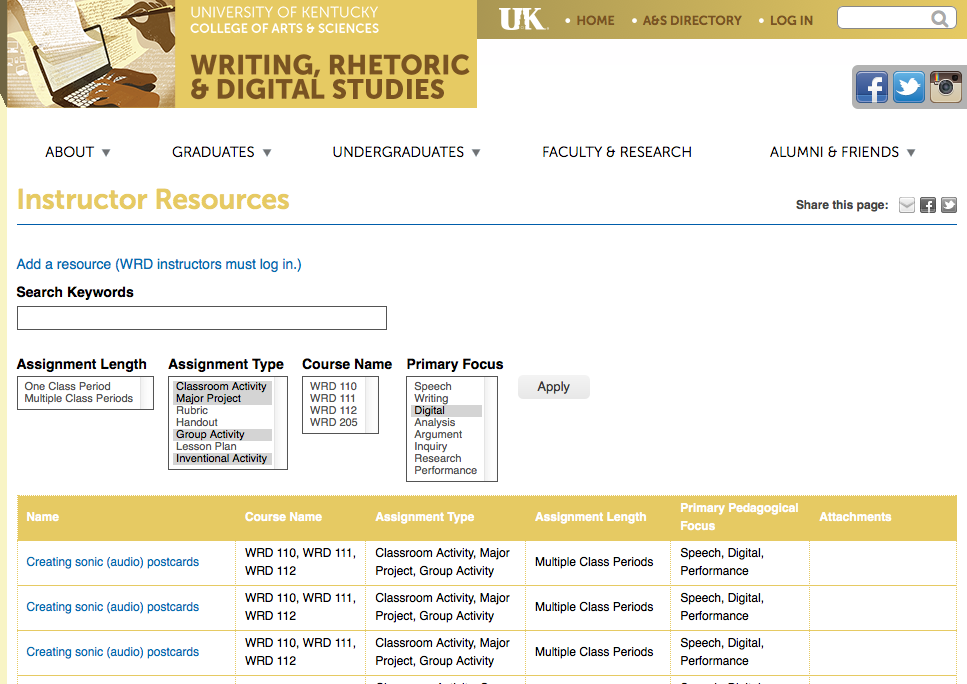 UNIVERSITY OF KENTUCKY
COLLEGE OF ARTS & SCIENCES
WRITING, RHETORIC
& DIGITAL STUDIES
UK
• HOME • A&S DIRECTORY • LOG IN
ABOUT ▼ GRADUATES ▼ UNDERGRADUATES ▼ FACULTY & RESEARCH ALUMNI & FRIENDS ▼
Instructor Resources
Share this page:
Add a resource (WRD instructors must log in.)
Search Keywords
Assignment Length
One Class Period
Multiple Class Periods
Assignment Type
Classroom Activity
Major Project
Rubric
Handout
Group Activity
Lesson Plan
Inventional Activity
Course Name
WRD 110
WRD 111
WRD 112
WRD 205
Primary Focus
Speech
Writing
Digital
Analysis
Argument
Inquiry
Research
Performance
Apply
Name Course Name Assignment Type Assignment Length Primary Pedagogical Focus Attachments
Creating sonic (audio) postcards WRD 110, WRD 111, WRD 112 Classroom Activity, Major Project, Group Activity Multiple Class Periods Speech, Digital, Performance
Creating sonic (audio) postcards WRD 110, WRD 111, WRD 112 Classroom Activity, Major Project, Group Activity Multiple Class Periods Speech, Digital, Performance
Creating sonic (audio) postcards WRD 110, WRD 111, WRD 112 Classroom Activity, Major Project, Group Activity Multiple Class Periods Speech, Digital, Performance